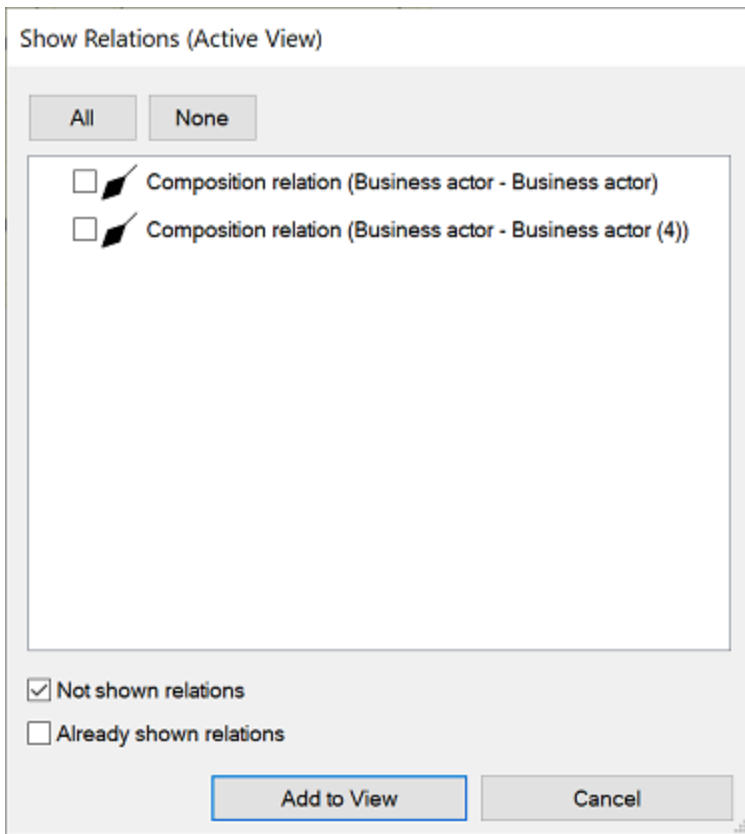 Show Relations (Active View)
All None
Composition relation (Business actor - Business actor)
Composition relation (Business actor - Business actor (4))
Not shown relations
Already shown relations
Add to View Cancel